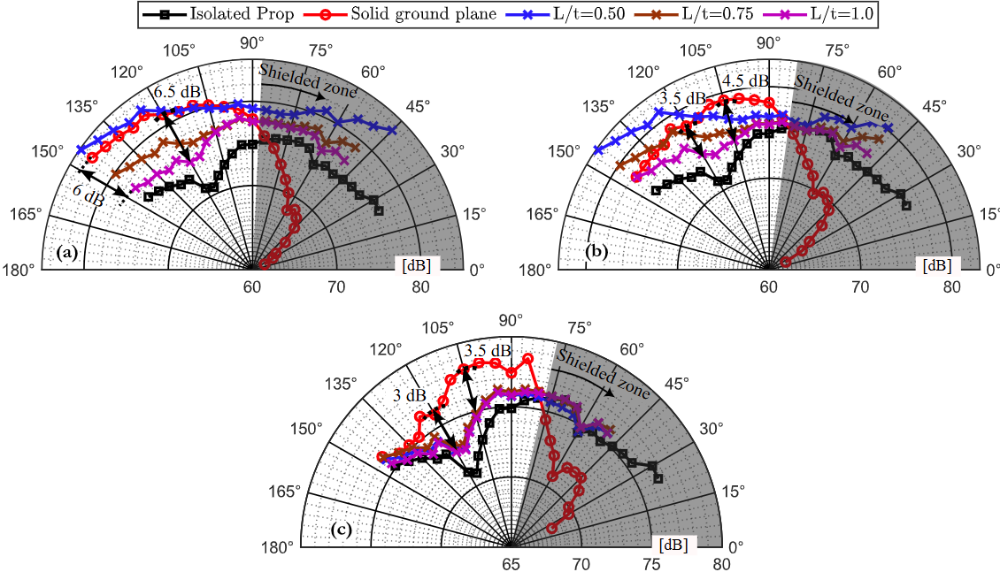 Isolated Prop Solid ground plane L/t=0.50 L/t=0.75 L/t=1.0
90° 90°
105° 75° 105° 75°
120° 60° 120° 60°
135° 45° 135° 45°
150° 30° 150° 30°
165° 15° 165° 15°
180° 0° 180° 0°
6.5 dB Shielded zone 3.5 dB 4.5 dB Shielded zone
6 dB
(a) [dB] (b) [dB]
60 70 80 60 70 80
90°
105° 75°
120° 60°
135° 45°
150° 30°
165° 15°
180° 0°
3 dB 3.5 dB Shielded zone
(c) [dB]
65 70 75 80